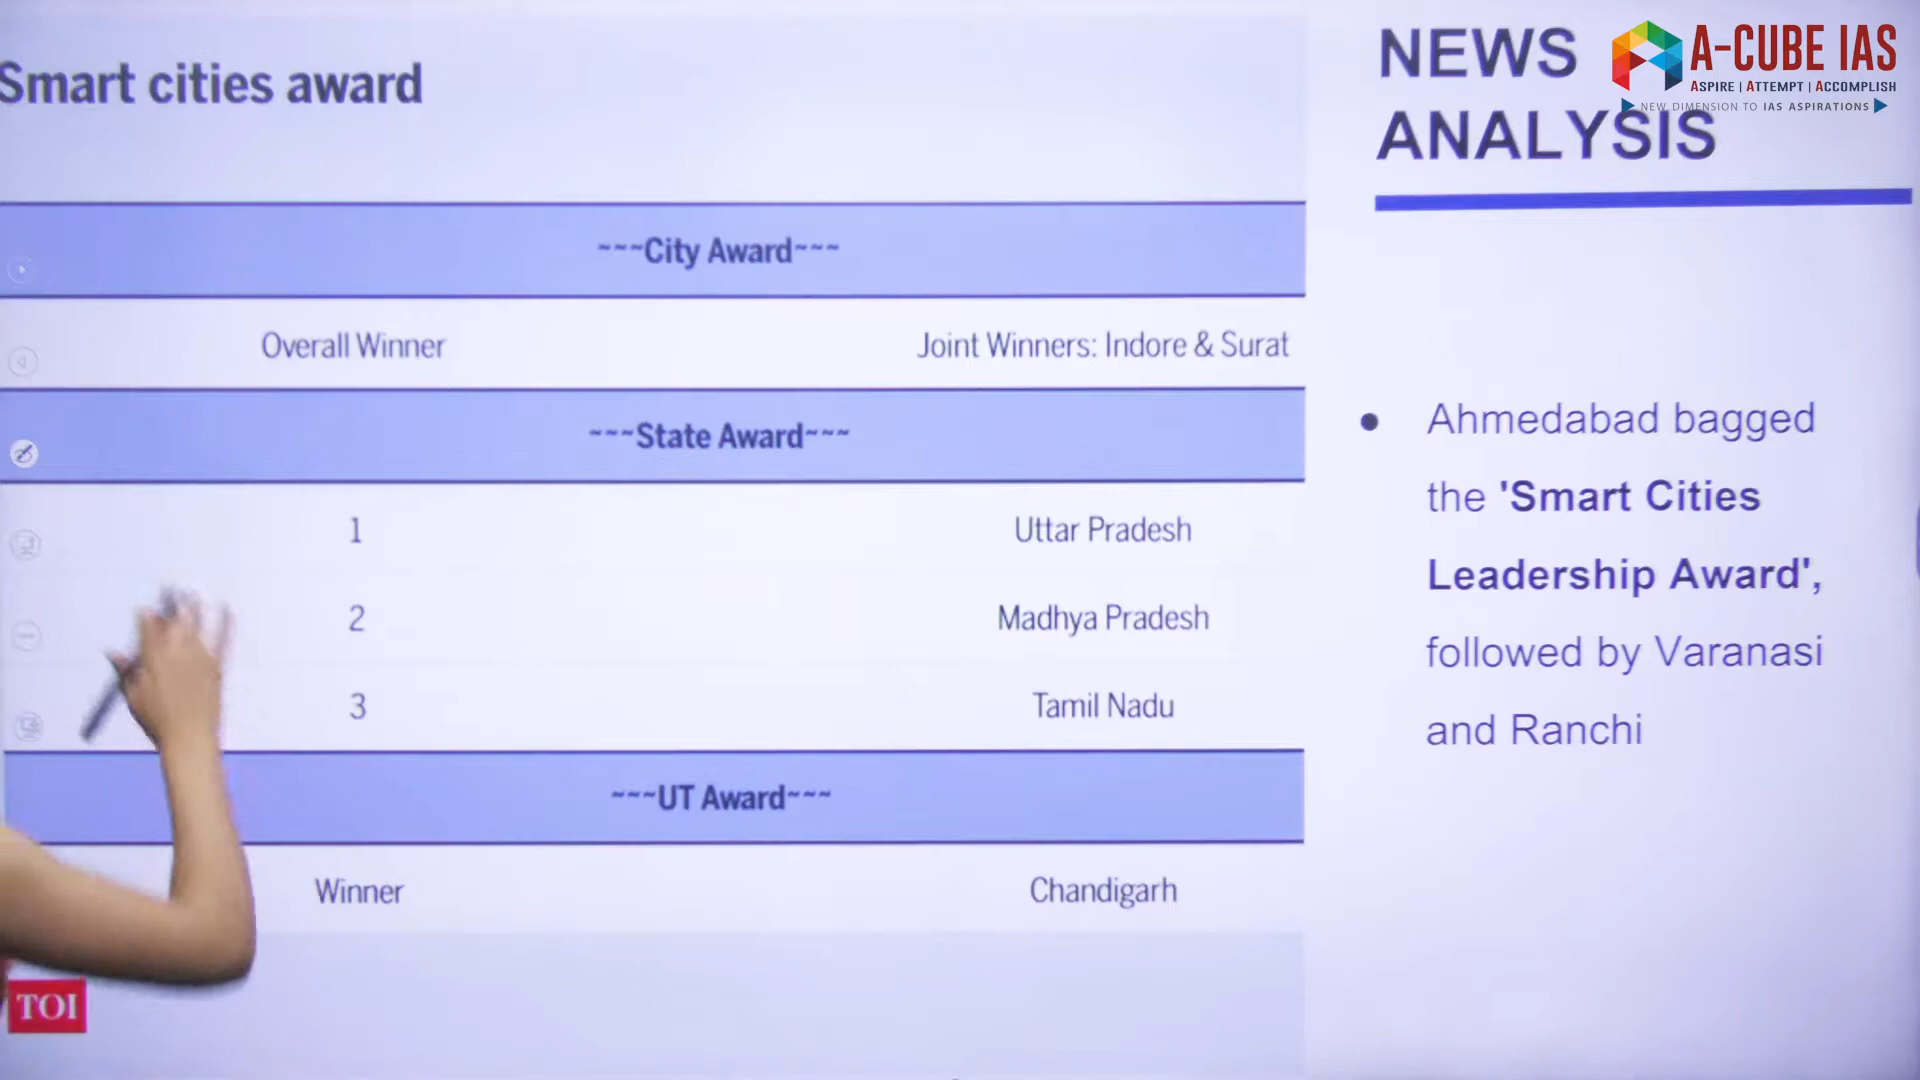 Smart cities award
~~~City Award~~~
Overall Winner Joint Winners: Indore & Surat
~~~State Award~~~
1 Uttar Pradesh
2 Madhya Pradesh
3 Tamil Nadu
~~~UT Award~~~
Winner Chandigarh
TOI
NEWS
ANALYSIS
A-CUBE IAS
ASPIRE | ATTEMPT | ACCOMPLISH
NEW DIMENSION TO IAS ASPIRATIONS
• Ahmedabad bagged
the 'Smart Cities
Leadership Award',
followed by Varanasi
and Ranchi